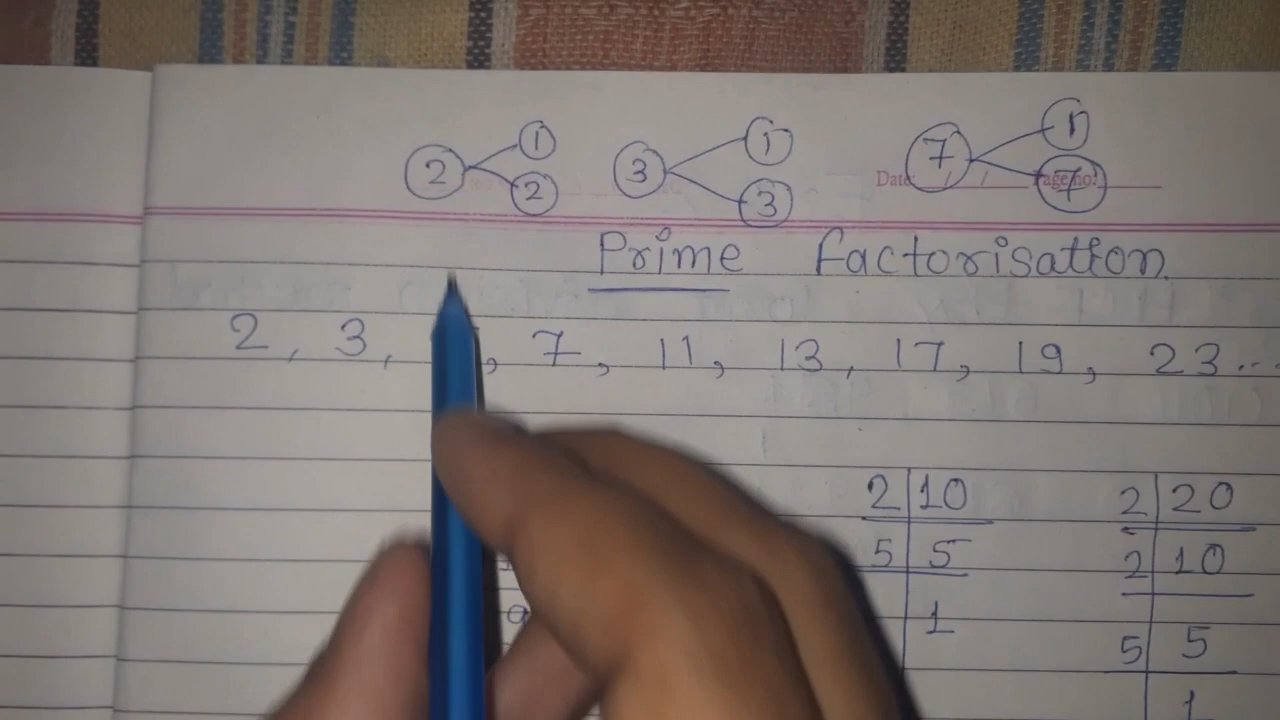 2 1 2 3 1 3 7 1 7
Date: / / Page no:
Prime factorisation
2, 3, , 7, 11, 13, 17, 19, 23...
2 10 2 20
5 5 2 10
1 5 5
1